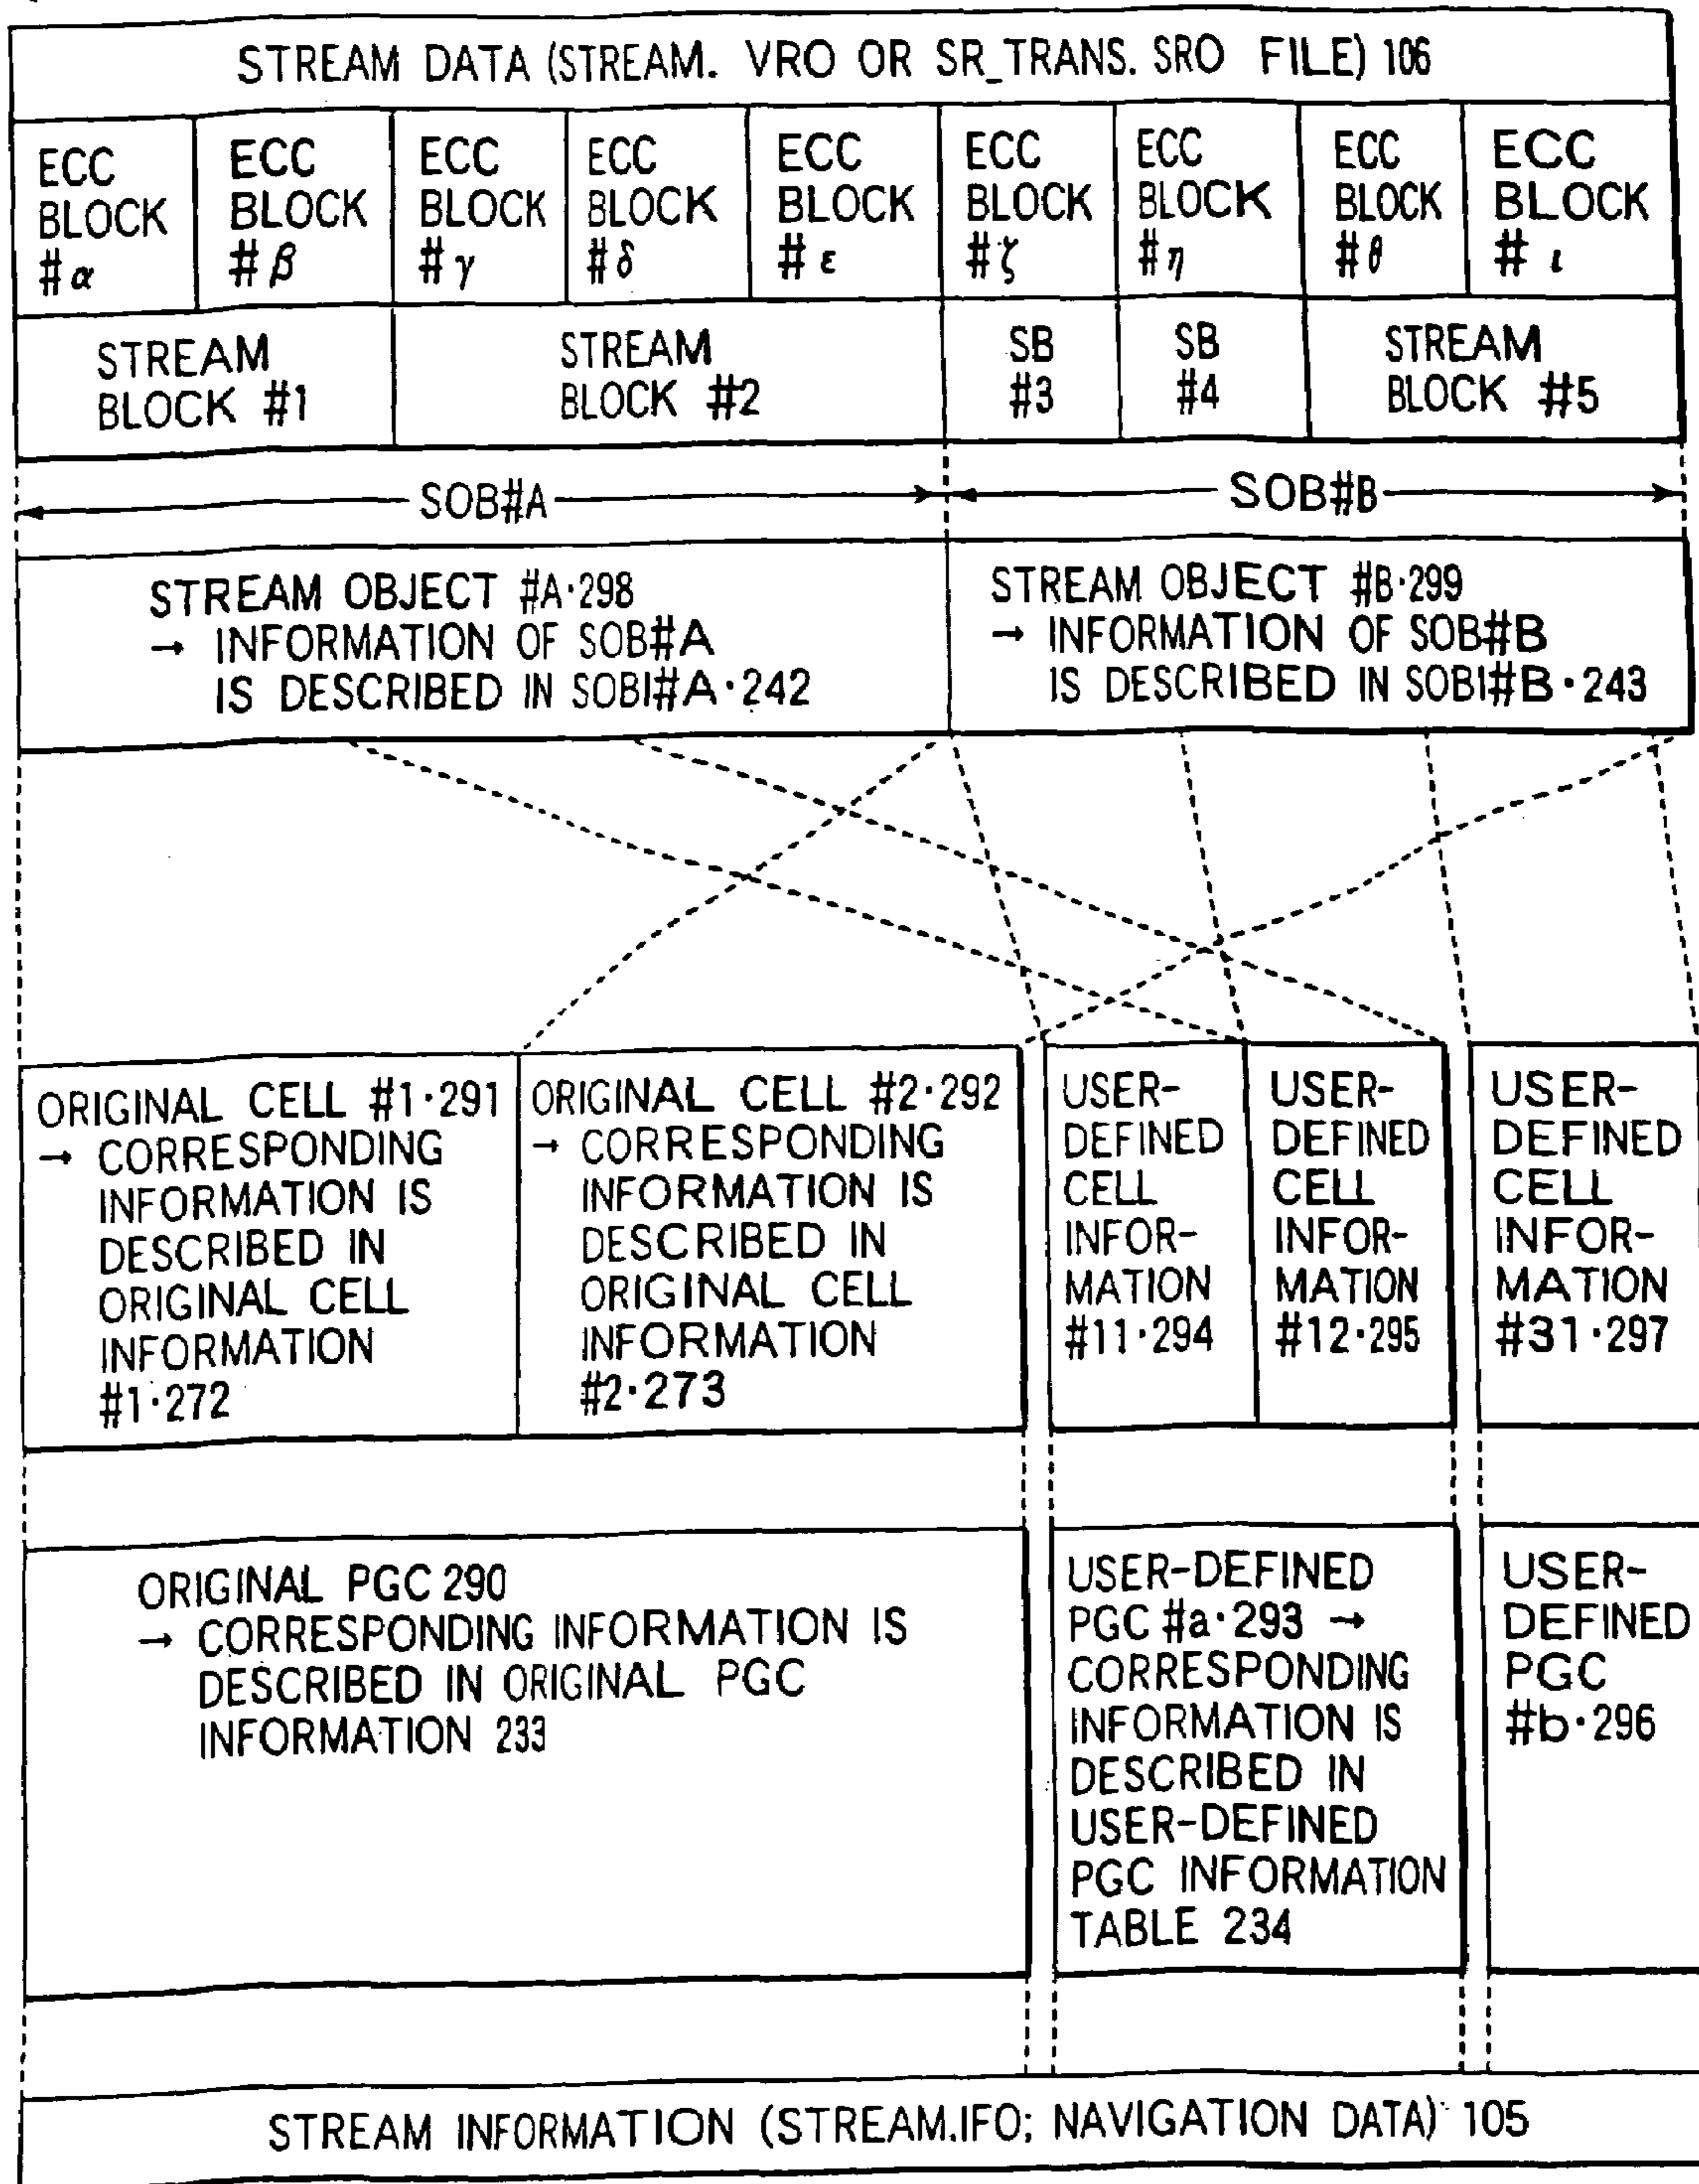 STREAM DATA (STREAM. VRO OR SR_TRANS. SRO FILE) 106
ECC
BLOCK
#α
ECC
BLOCK
#β
ECC
BLOCK
#γ
ECC
BLOCK
#δ
ECC
BLOCK
#ε
ECC
BLOCK
#ζ
ECC
BLOCK
#η
ECC
BLOCK
#θ
ECC
BLOCK
#ι
STREAM
BLOCK #1
STREAM
BLOCK #2
SB
#3
SB
#4
STREAM
BLOCK #5
SOB#A
SOB#B
STREAM OBJECT #A·298
→ INFORMATION OF SOB#A
IS DESCRIBED IN SOBI#A·242
STREAM OBJECT #B·299
→ INFORMATION OF SOB#B
IS DESCRIBED IN SOBI#B·243
ORIGINAL CELL #1·291
→ CORRESPONDING
INFORMATION IS
DESCRIBED IN
ORIGINAL CELL
INFORMATION
#1·272
ORIGINAL CELL #2·292
→ CORRESPONDING
INFORMATION IS
DESCRIBED IN
ORIGINAL CELL
INFORMATION
#2·273
USER-
DEFINED
CELL
INFOR-
MATION
#11·294
USER-
DEFINED
CELL
INFOR-
MATION
#12·295
USER-
DEFINED
CELL
INFOR-
MATION
#31·297
ORIGINAL PGC 290
→ CORRESPONDING INFORMATION IS
DESCRIBED IN ORIGINAL PGC
INFORMATION 233
USER-DEFINED
PGC #a·293 →
CORRESPONDING
INFORMATION IS
DESCRIBED IN
USER-DEFINED
PGC INFORMATION
TABLE 234
USER-
DEFINED
PGC
#b·296
STREAM INFORMATION (STREAM.IFO; NAVIGATION DATA) 105